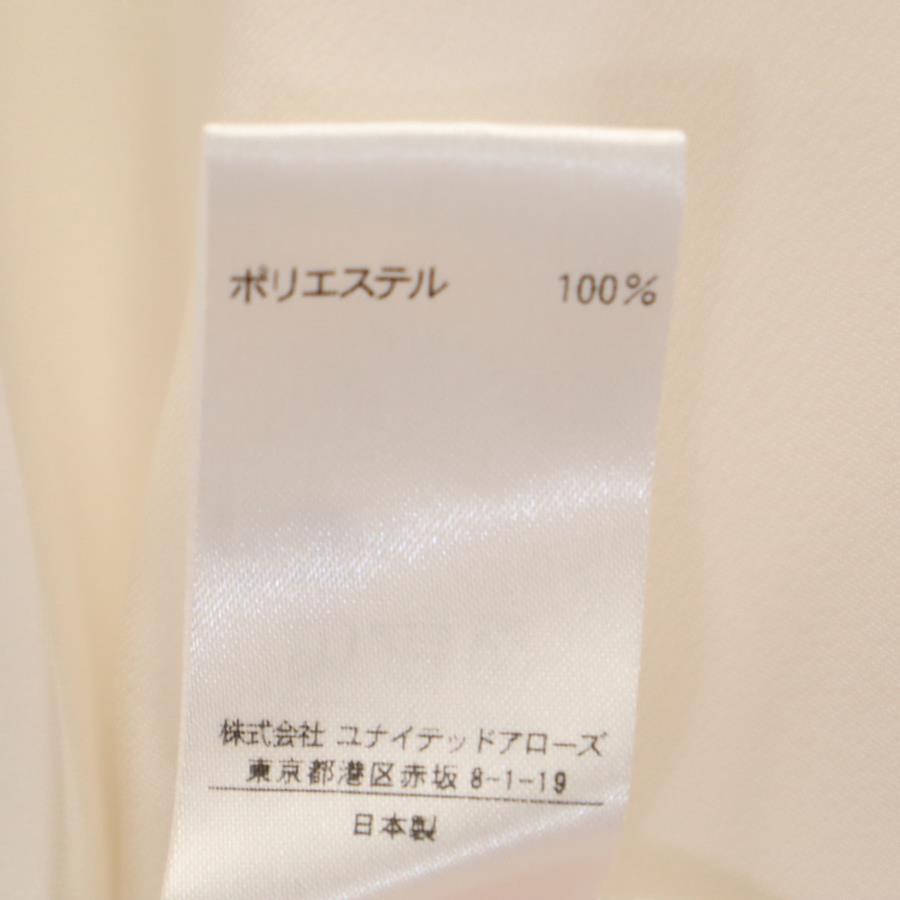 ポリエステル 100%
株式会社 ユナイテッドアローズ
東京都港区赤坂 8-1-19
日本製